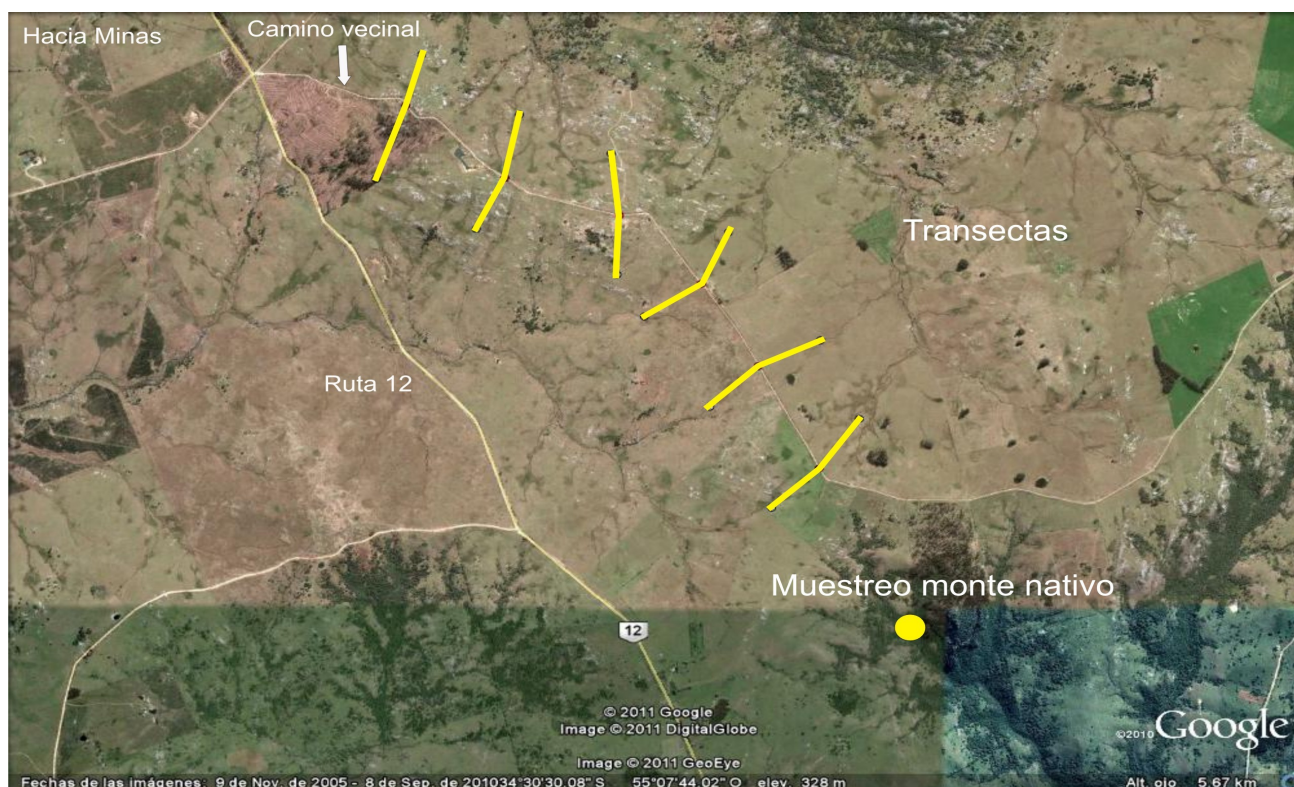 Hacia Minas
Camino vecinal
Transectas
Ruta 12
Muestreo monte nativo
12
© 2011 Google
Image © 2011 DigitalGlobe
©2010 Google
Image © 2011 GeoEye
Fechas de las imágenes: 9 de Nov. de 2005 - 8 de Sep. de 2010 34°30'30.08" S 55°07'44.02" O elev. 328 m Alt. ojo 5.67 km